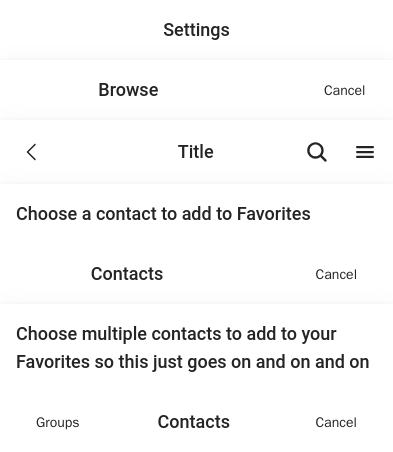 Settings
Browse Cancel
Title
Choose a contact to add to Favorites
Contacts Cancel
Choose multiple contacts to add to your
Favorites so this just goes on and on and on
Groups Contacts Cancel